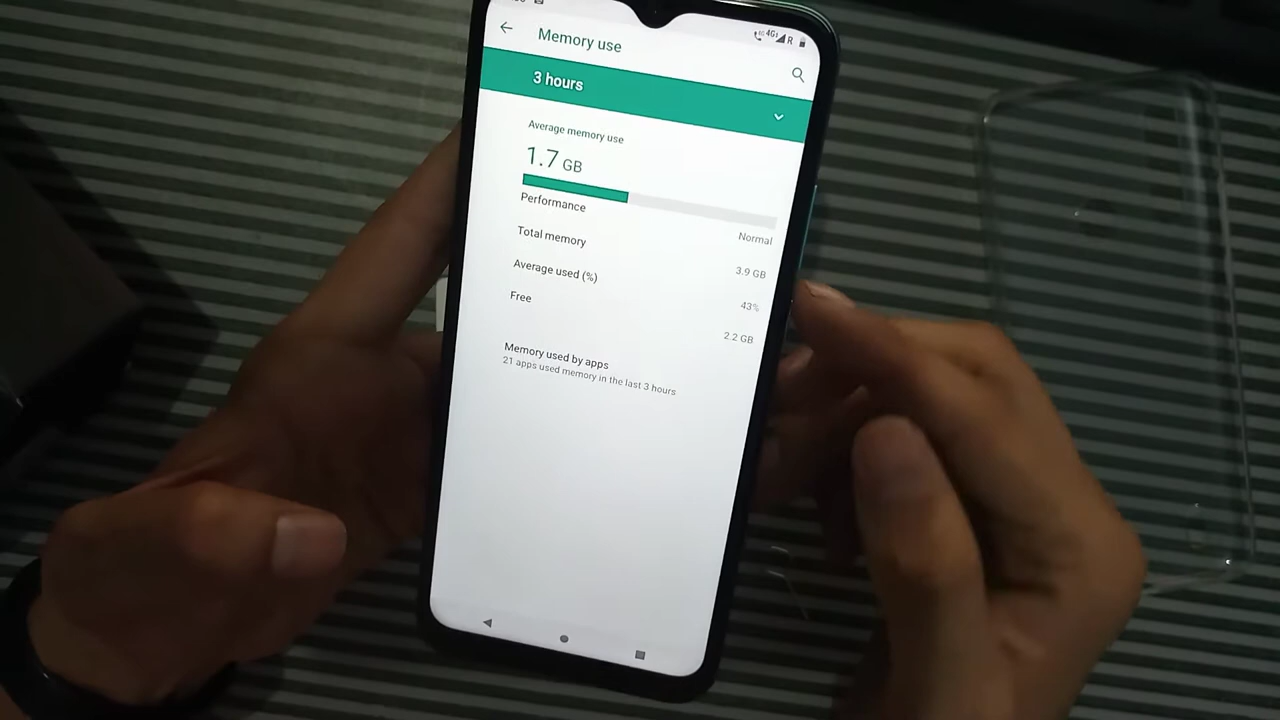 4G R
Memory use
3 hours
Average memory use
1.7 GB
Performance Normal
Total memory 3.9 GB
Average used (%) 43%
Free 2.2 GB
Memory used by apps
21 apps used memory in the last 3 hours